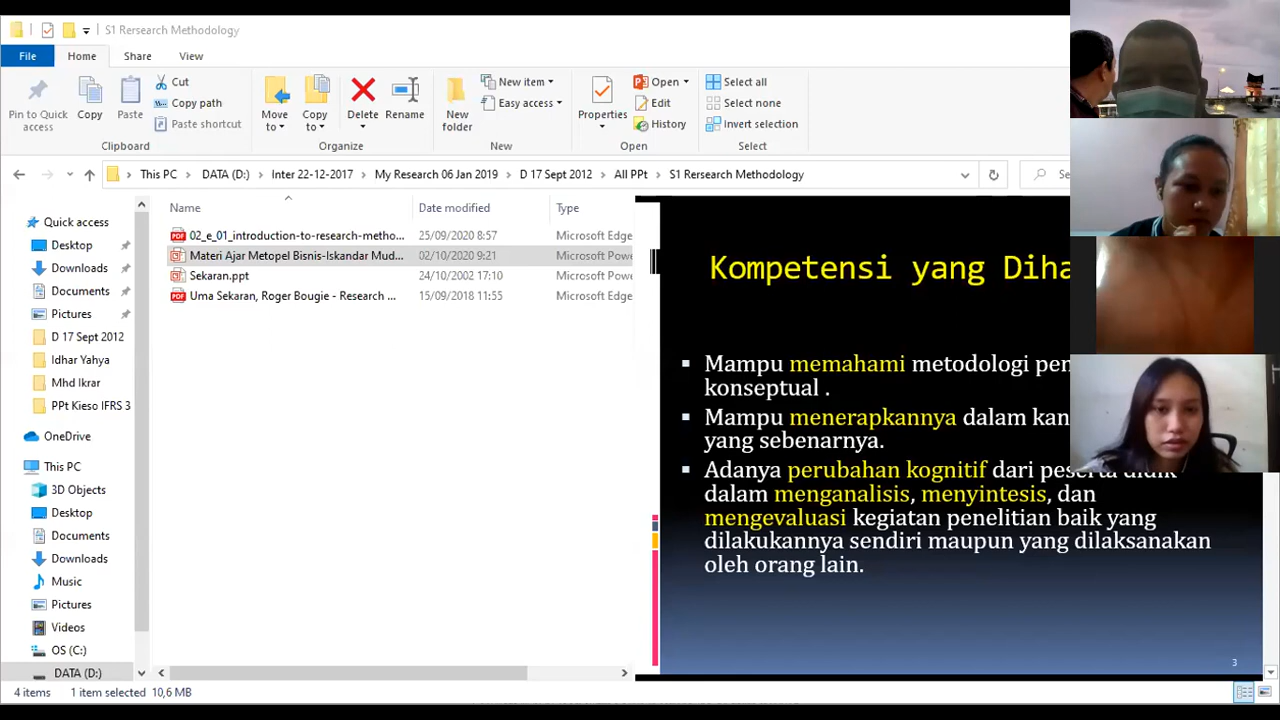 S1 Rersearch Methodology
File Home Share View
Pin to Quick access
Copy
Paste
Cut
Copy path
Paste shortcut
Clipboard
Move to
Copy to
Delete
Rename
Organize
New folder
New item
Easy access
New
Properties
Open
Edit
History
Open
Select all
Select none
Invert selection
Select
This PC > DATA (D:) > Inter 22-12-2017 > My Research 06 Jan 2019 > D 17 Sept 2012 > All PPt > S1 Rersearch Methodology
Name Date modified Type
02_e_01_introduction-to-research-metho... 25/09/2020 8:57 Microsoft Edge
Materi Ajar Metopel Bisnis-Iskandar Mud... 02/10/2020 9:21 Microsoft Pow
Sekaran.ppt 24/10/2002 17:10 Microsoft Pow
Uma Sekaran, Roger Bougie - Research ... 15/09/2018 11:55 Microsoft Edge
Quick access
Desktop
Downloads
Documents
Pictures
D 17 Sept 2012
Idhar Yahya
Mhd Ikrar
PPt Kieso IFRS 3
OneDrive
This PC
3D Objects
Desktop
Documents
Downloads
Music
Pictures
Videos
OS (C:)
DATA (D:)
4 items 1 item selected 10,6 MB
Kompetensi yang
▪ Mampu memahami metodologi
konseptual .
▪ Mampu menerapkannya dalam
yang sebenarnya.
▪ Adanya perubahan kognitif dari peserta didik
dalam menganalisis, menyintesis, dan
mengevaluasi kegiatan penelitian baik yang
dilakukannya sendiri maupun yang dilaksanakan
oleh orang lain.
3